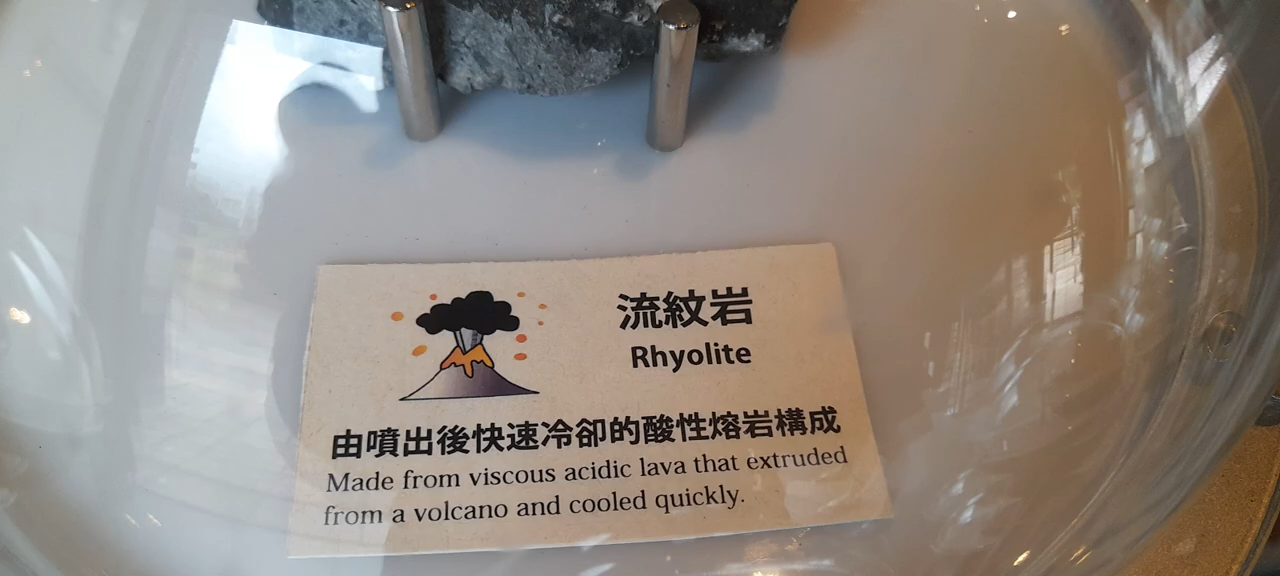 流紋岩
Rhyolite
由噴出後快速冷卻的酸性熔岩構成
Made from viscous acidic lava that extruded
from a volcano and cooled quickly.